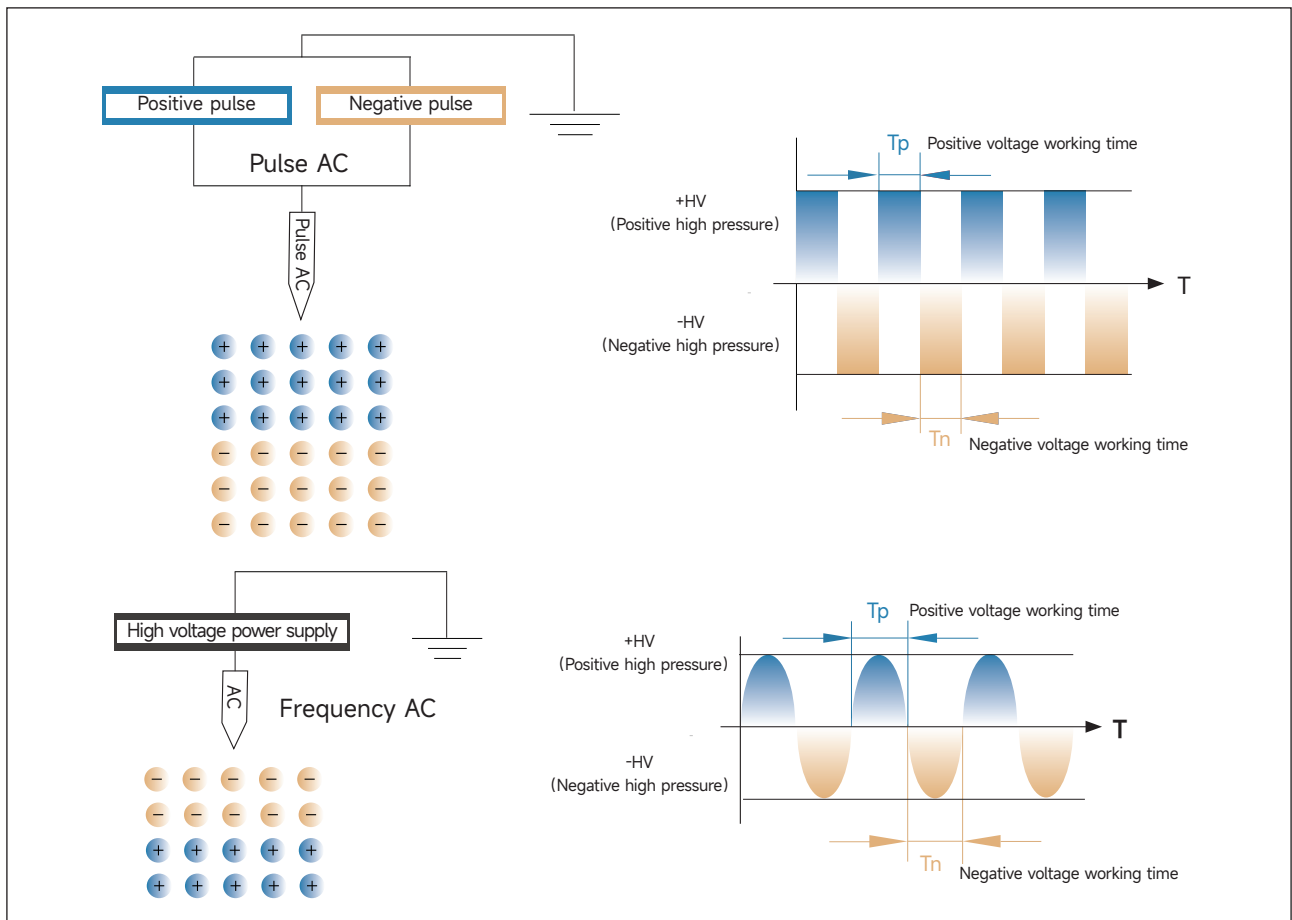 Positive pulse
Negative pulse
Pulse AC
Pulse AC
+ + + + +
+ + + + +
+ + + + +
− − − − −
− − − − −
− − − − −
Tp
Positive voltage working time
+HV
(Positive high pressure)
T
-HV
(Negative high pressure)
Tn
Negative voltage working time
High voltage power supply
AC
Frequency AC
− − − − −
− − − − −
+ + + + +
+ + + + +
Tp
Positive voltage working time
+HV
(Positive high pressure)
T
-HV
(Negative high pressure)
Tn
Negative voltage working time